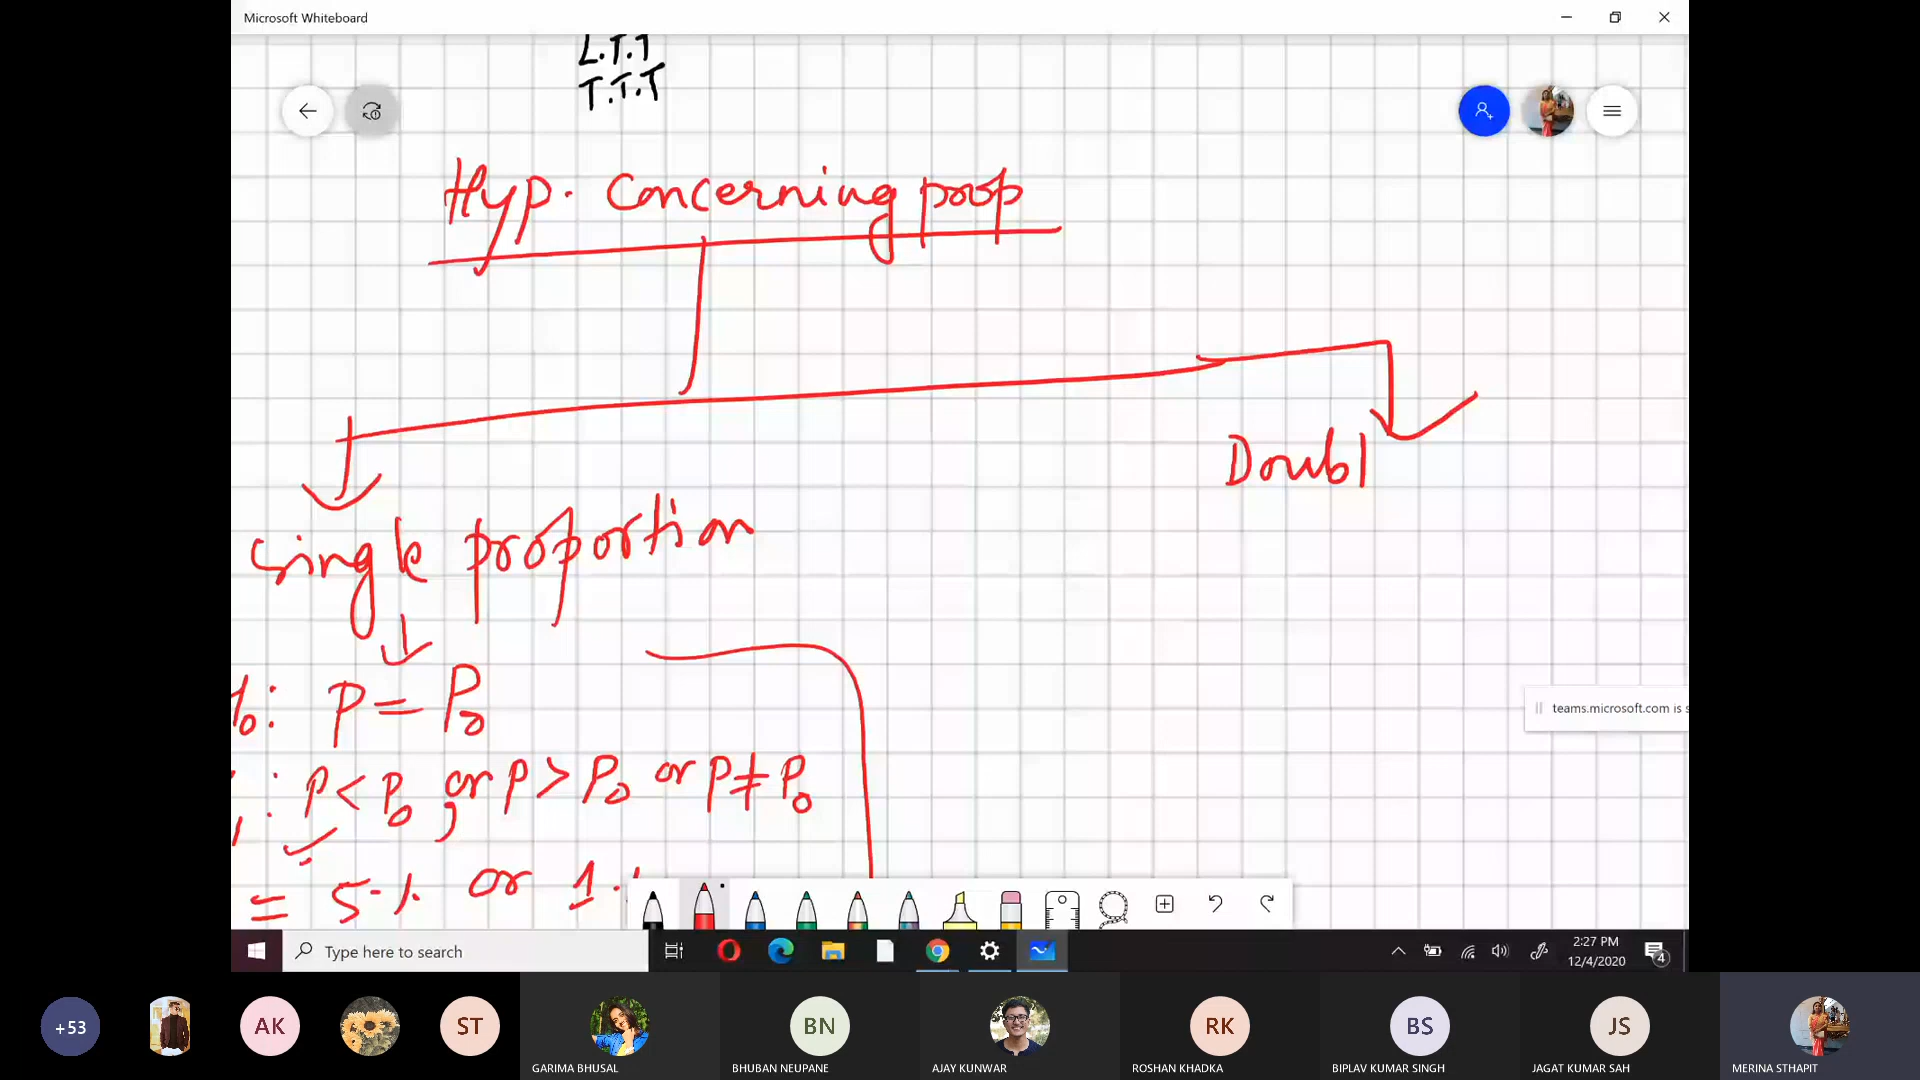 Microsoft Whiteboard
L.T.T
T.T.T
Hyp. Concerning prop
Doubl
Single proportion
P = P0
teams.microsoft.com is s
: P < P0, or P > P0 or P ≠ P0
= 5% or 1
Type here to search
2:27 PM
12/4/2020
4
+53
AK
ST
BN
RK
BS
JS
GARIMA BHUSAL
BHUBAN NEUPANE
AJAY KUNWAR
ROSHAN KHADKA
BIPLAV KUMAR SINGH
JAGAT KUMAR SAH
MERINA STHAPIT